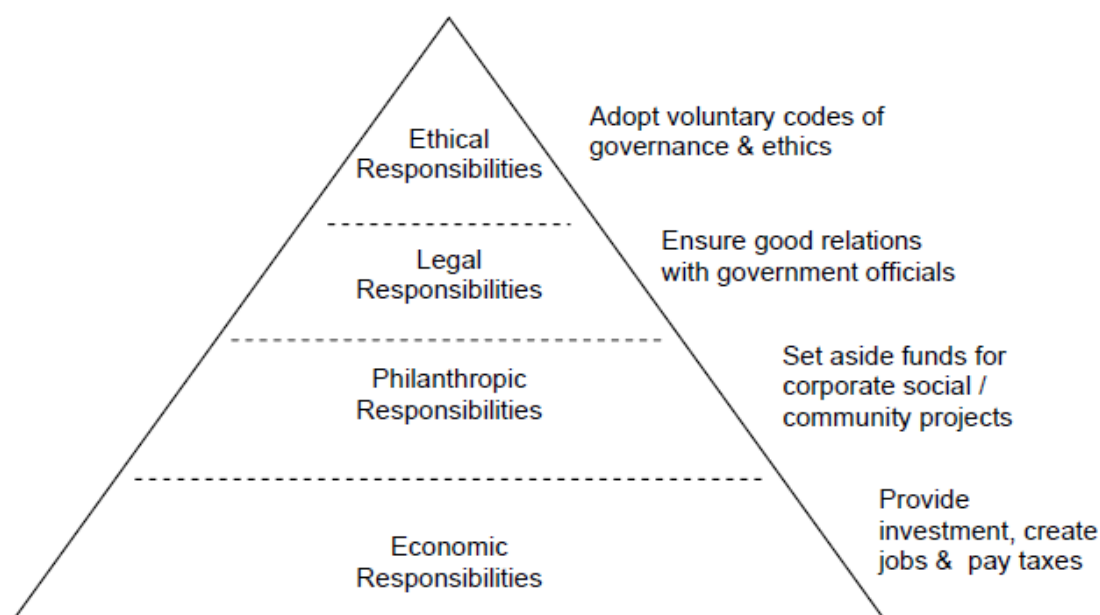 Ethical
Responsibilities
Adopt voluntary codes of
governance & ethics
Legal
Responsibilities
Ensure good relations
with government officials
Philanthropic
Responsibilities
Set aside funds for
corporate social /
community projects
Economic
Responsibilities
Provide
investment, create
jobs & pay taxes